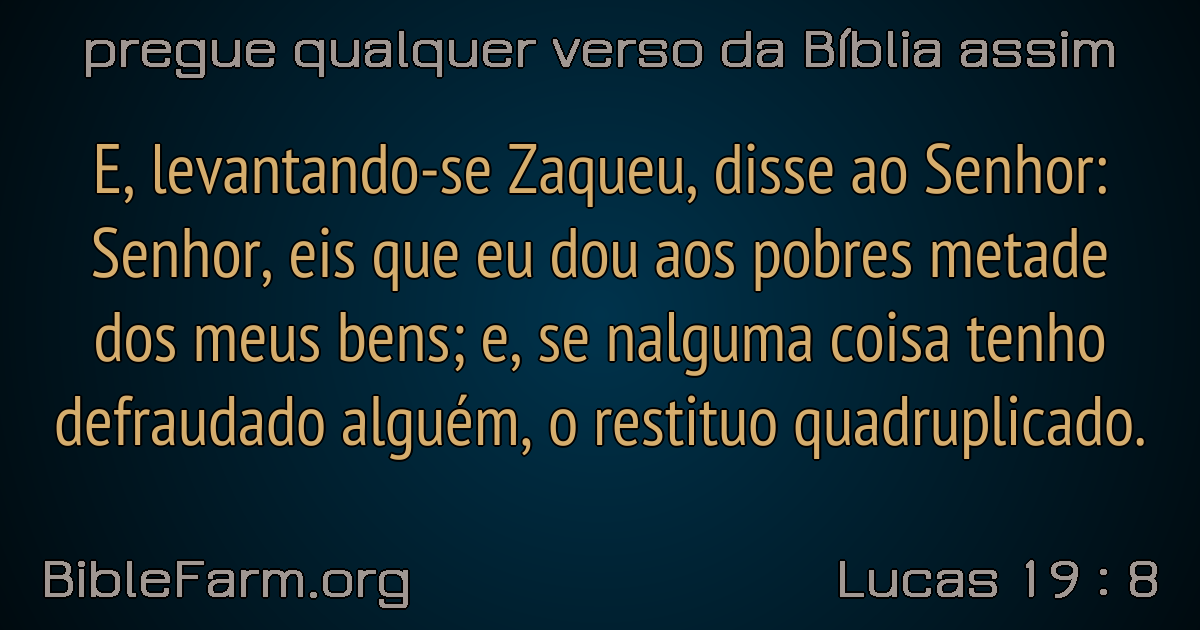 pregue qualquer verso da Bíblia assim
E, levantando-se Zaqueu, disse ao Senhor:
Senhor, eis que eu dou aos pobres metade
dos meus bens; e, se nalguma coisa tenho
defraudado alguém, o restituo quadruplicado.
BibleFarm.org
Lucas 19 : 8